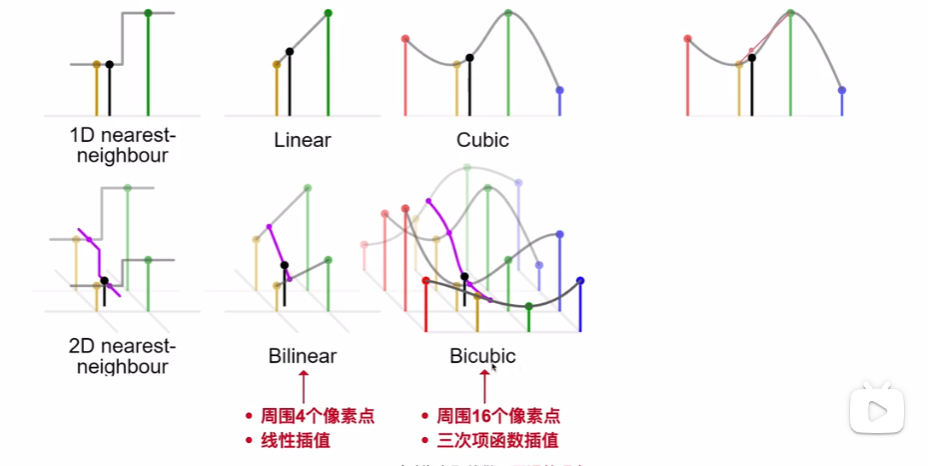 1D nearest-
neighbour
Linear
Cubic
2D nearest-
neighbour
Bilinear
Bicubic
• 周围4个像素点
• 线性插值
• 周围16个像素点
• 三次项函数插值